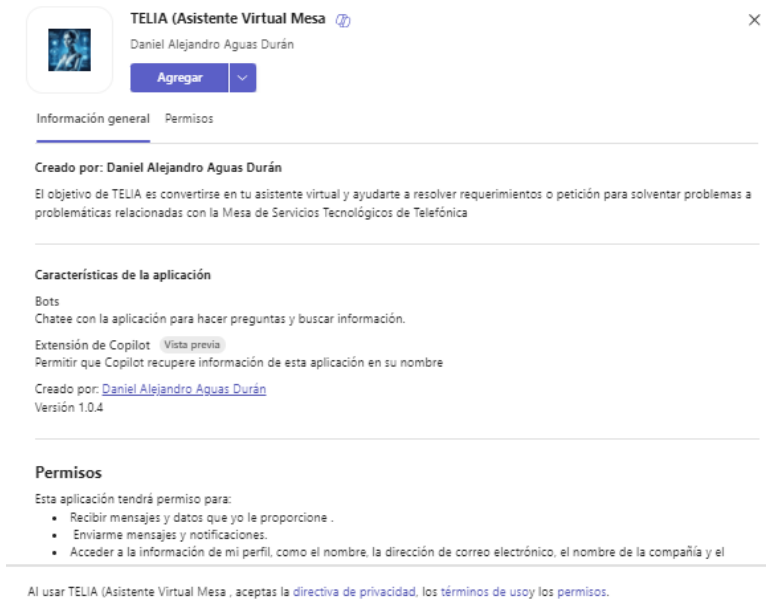 TELIA (Asistente Virtual Mesa
Daniel Alejandro Aguas Durán
Agregar
Información general Permisos
Creado por: Daniel Alejandro Aguas Durán
El objetivo de TELIA es convertirse en tu asistente virtual y ayudarte a resolver requerimientos o petición para solventar problemas a
problemáticas relacionadas con la Mesa de Servicios Tecnológicos de Telefónica
Características de la aplicación
Bots
Chatee con la aplicación para hacer preguntas y buscar información.
Extensión de Copilot Vista previa
Permitir que Copilot recupere información de esta aplicación en su nombre
Creado por: Daniel Alejandro Aguas Durán
Versión 1.0.4
Permisos
Esta aplicación tendrá permiso para:
• Recibir mensajes y datos que yo le proporcione .
• Enviarme mensajes y notificaciones.
• Acceder a la información de mi perfil, como el nombre, la dirección de correo electrónico, el nombre de la compañía y el
Al usar TELIA (Asistente Virtual Mesa , aceptas la directiva de privacidad, los términos de usoy los permisos.